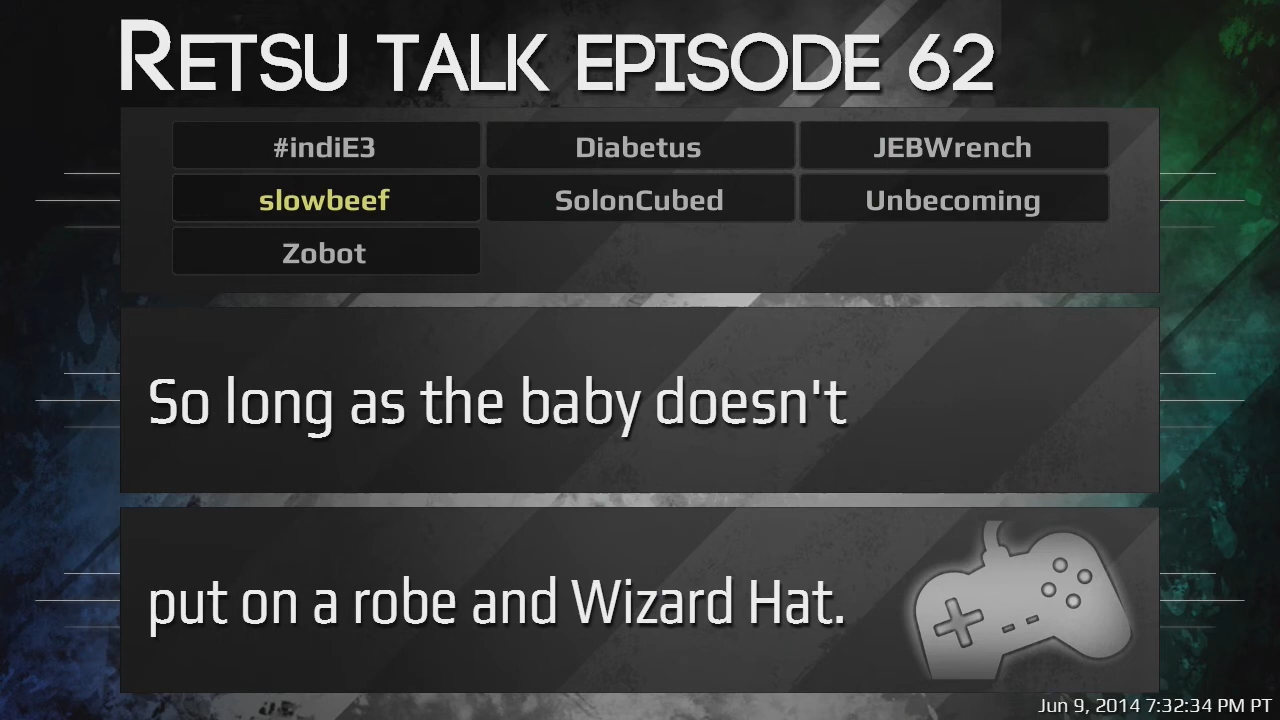 RETSU TALK EPISODE 62
#indiE3 Diabetus JEBWrench
slowbeef SolonCubed Unbecoming
Zobot
So long as the baby doesn't
put on a robe and Wizard Hat.
Jun 9, 2014 7:32:34 PM PT